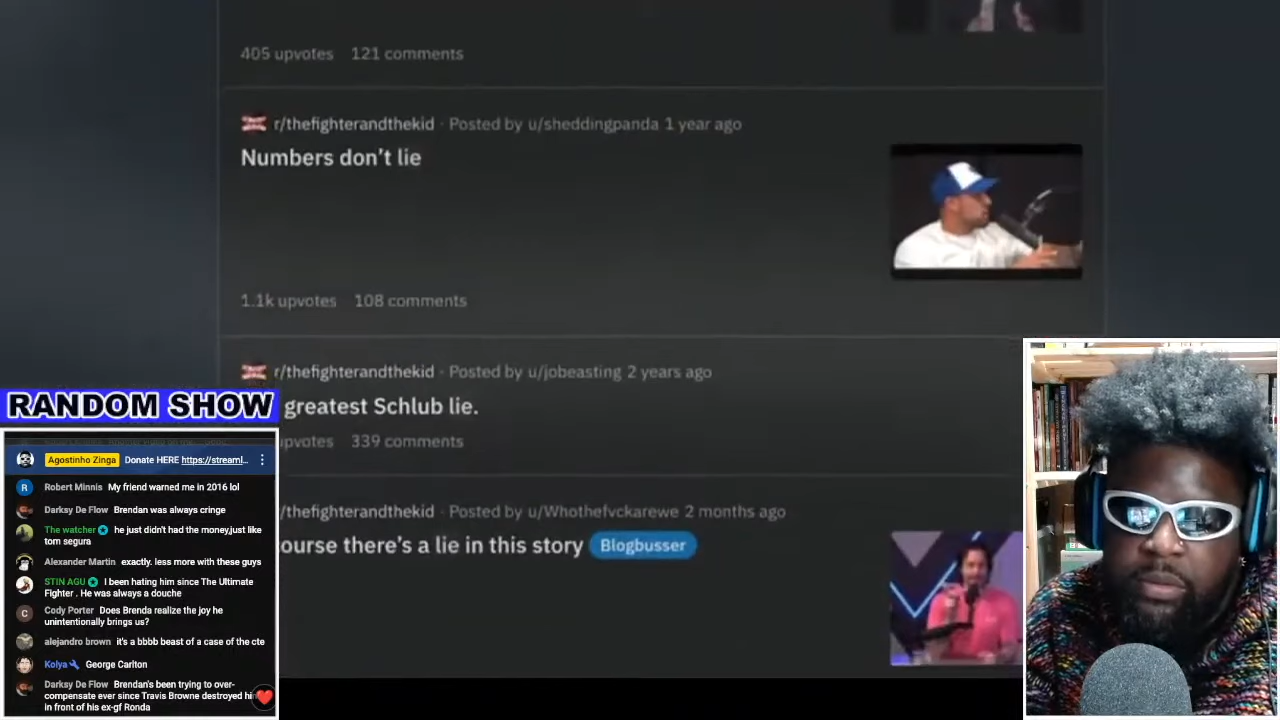 405 upvotes 121 comments
r/thefighterandthekid · Posted by u/sheddingpanda 1 year ago
Numbers don't lie
1.1k upvotes 108 comments
r/thefighterandthekid · Posted by u/jobeasting 2 years ago
greatest Schlub lie.
upvotes 339 comments
/thefighterandthekid · Posted by u/Whothefvckarewe 2 months ago
ourse there's a lie in this story Blogbusser
RANDOM SHOW
Agostinho Zinga Donate HERE https://streaml...
R Robert Minnis My friend warned me in 2016 lol
Darksy De Flow Brendan was always cringe
The watcher he just didn't had the money,just like
tom segura
Alexander Martin exactly. less more with these guys
STIN AGU I been hating him since The Ultimate
Fighter . He was always a douche
C Cody Porter Does Brenda realize the joy he
unintentionally brings us?
alejandro brown it's a bbbb beast of a case of the cte
Kolya George Carlton
Darksy De Flow Brendan's been trying to over-
compensate ever since Travis Browne destroyed hi
in front of his ex-gf Ronda